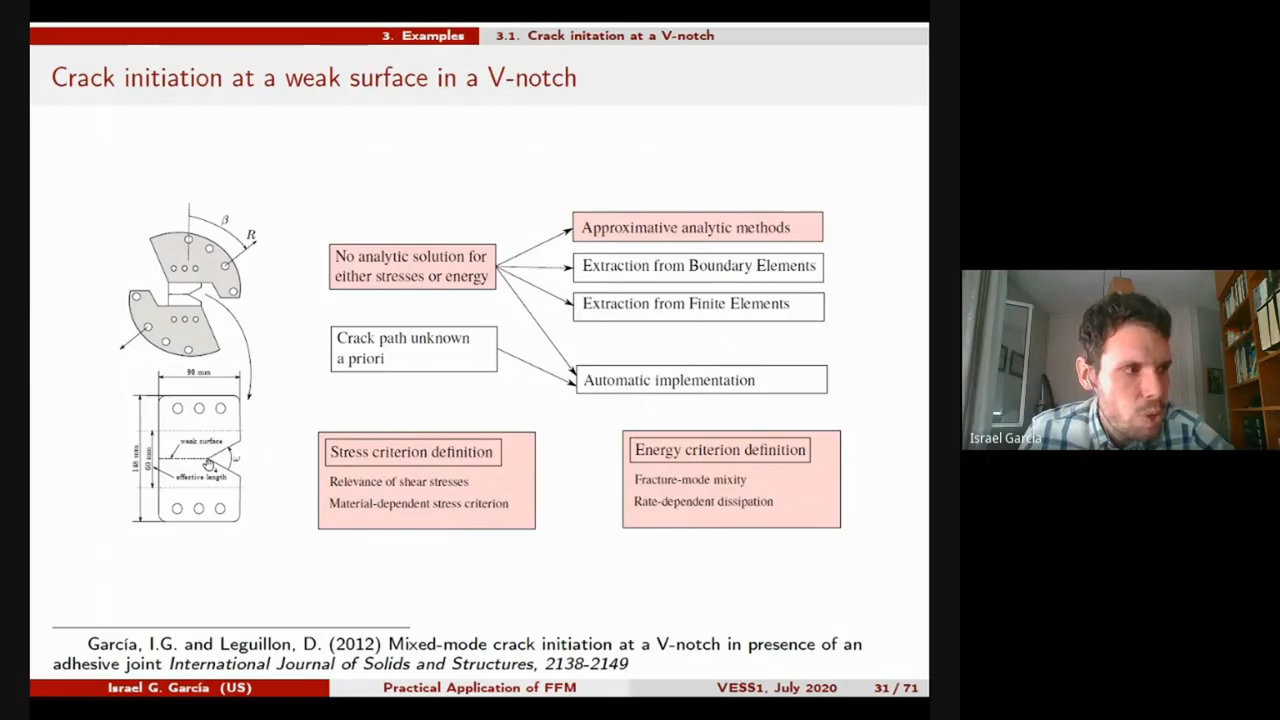 3. Examples
3.1. Crack initation at a V-notch
Crack initiation at a weak surface in a V-notch
β
R
90 mm
148 mm
60 mm
weak surface
ω
effective length
No analytic solution for
either stresses or energy
Crack path unknown
a priori
Approximative analytic methods
Extraction from Boundary Elements
Extraction from Finite Elements
Automatic implementation
Stress criterion definition
Relevance of shear stresses
Material-dependent stress criterion
Energy criterion definition
Fracture-mode mixity
Rate-dependent dissipation
García, I.G. and Leguillon, D. (2012) Mixed-mode crack initiation at a V-notch in presence of an
adhesive joint International Journal of Solids and Structures, 2138-2149
Israel G. García (US)
Practical Application of FFM
VESS1, July 2020
31 / 71
Israel García